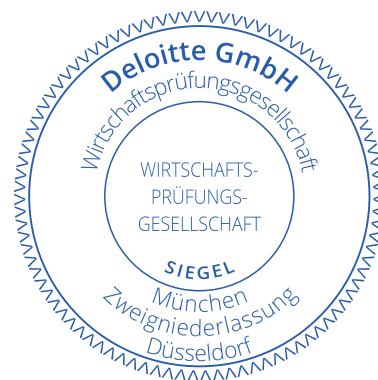 Deloitte GmbH
Wirtschaftsprüfungsgesellschaft
WIRTSCHAFTS-
PRÜFUNGS-
GESELLSCHAFT
SIEGEL
München
Zweigniederlassung
Düsseldorf